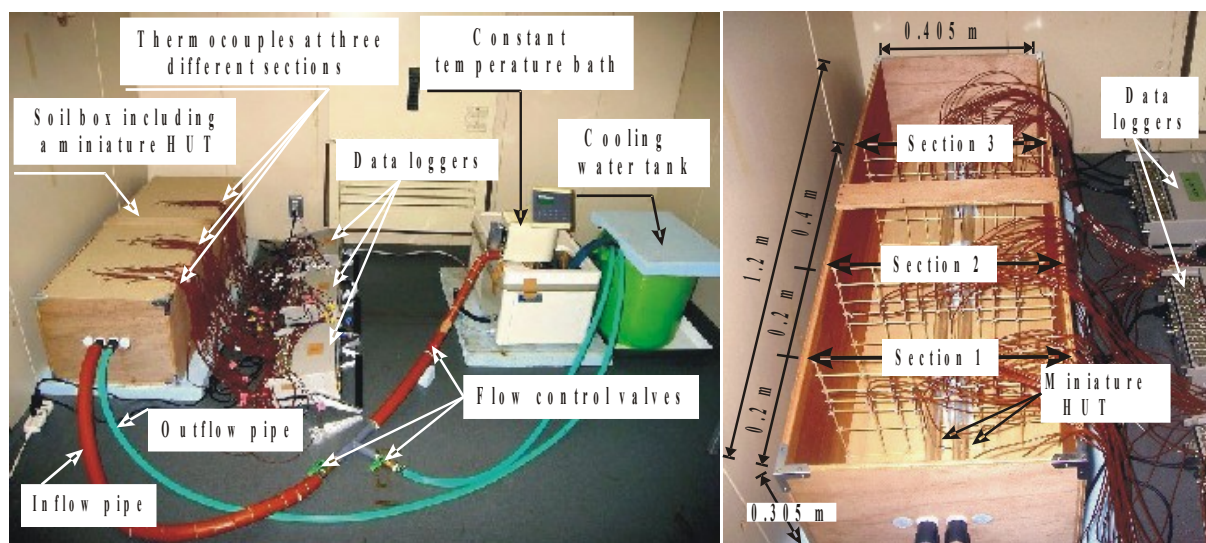 Thermocouples at three
different sections
Constant
temperature bath
Soilbox including
a miniature HUT
Data loggers
Cooling
water tank
Flow control valves
Outflow pipe
Inflow pipe
0.405 m
Data
loggers
Section 3
1.2 m
0.4 m
Section 2
0.2 m
Section 1
0.2 m
Miniature
HUT
0.305 m